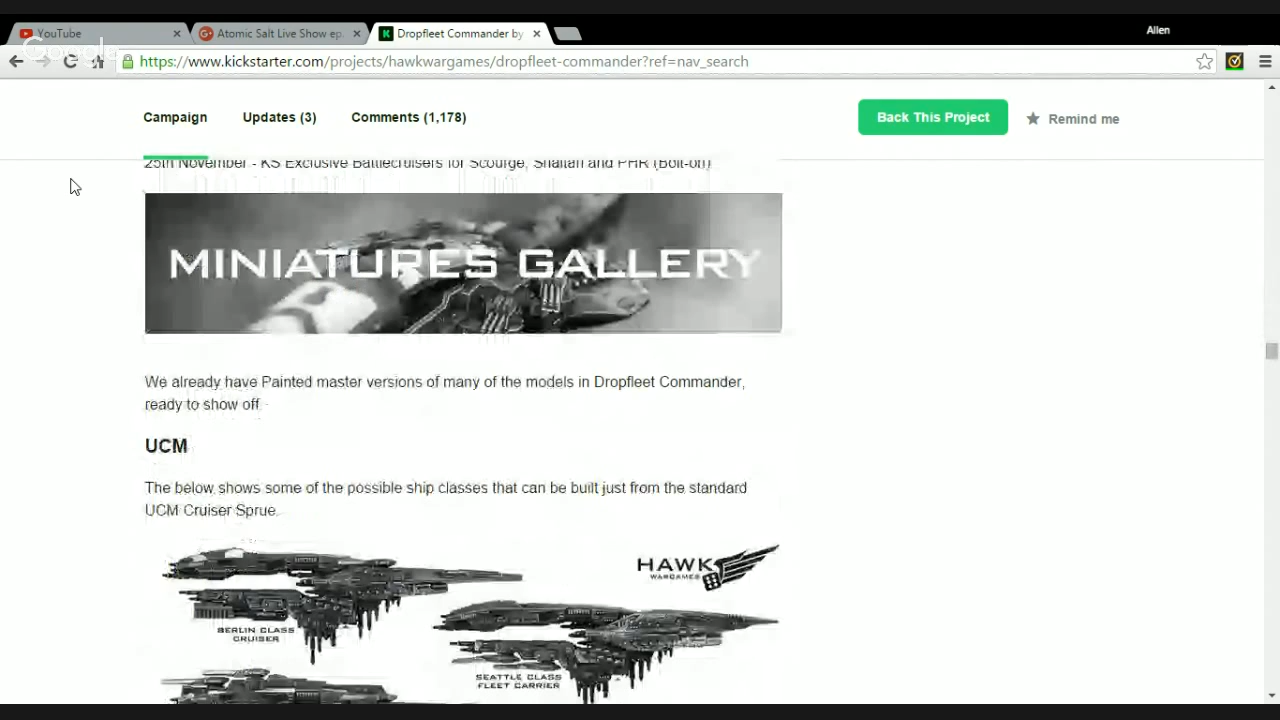 YouTube
Atomic Salt Live Show ep.
Dropfleet Commander by
Allen
Google
https://www.kickstarter.com/projects/hawkwargames/dropfleet-commander?ref=nav_search
Campaign
Updates (3)
Comments (1,178)
Back This Project
Remind me
25th November - KS Exclusive Battlecruisers for Scourge, Shaltari and PHR (Bolt-on)
MINIATURES GALLERY
We already have Painted master versions of many of the models in Dropfleet Commander,
ready to show off.
UCM
The below shows some of the possible ship classes that can be built just from the standard
UCM Cruiser Sprue.
HAWK
WARGAMES
BERLIN CLASS
CRUISER
SEATTLE CLASS
FLEET CARRIER